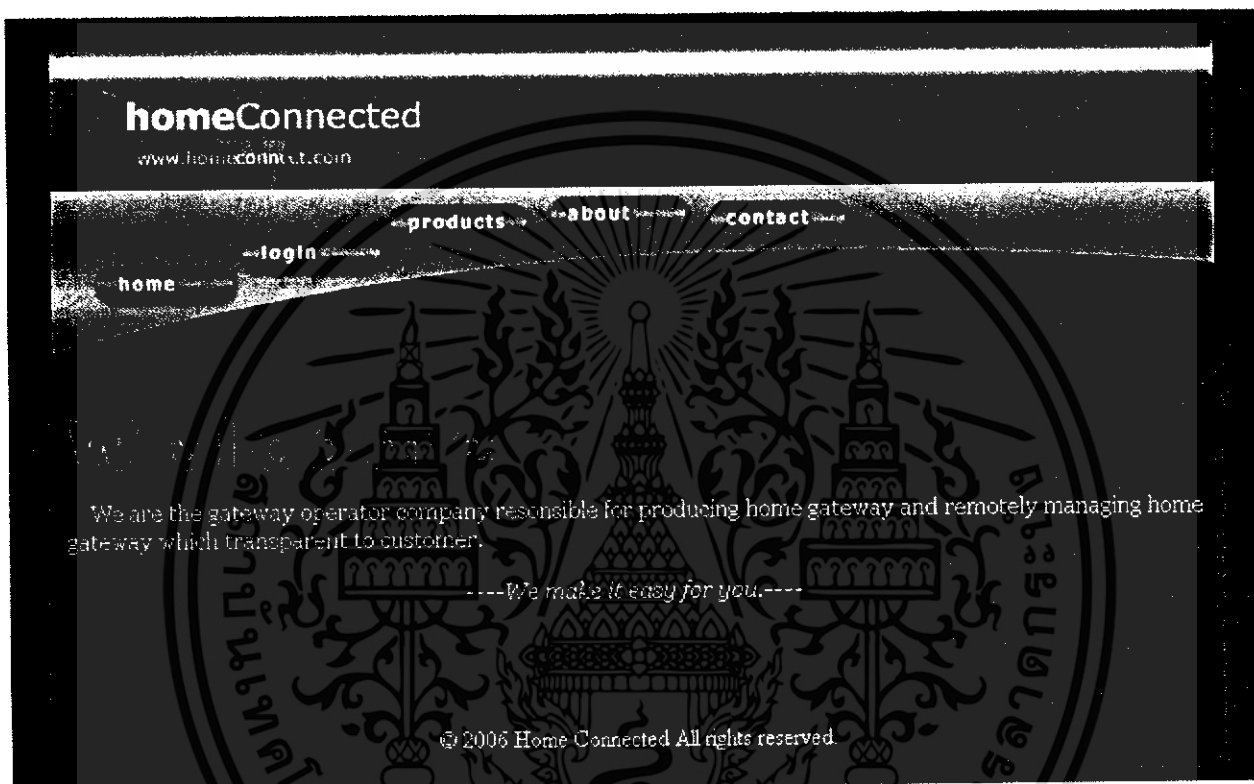 homeConnected
www.homeconnect.com
products
about
contact
login
home
We are the gateway operator company resonsible for producing home gateway and remotely managing home
gateway which transparent to customer.
----We make it easy for you.----
© 2006 Home Connected All rights reserved.